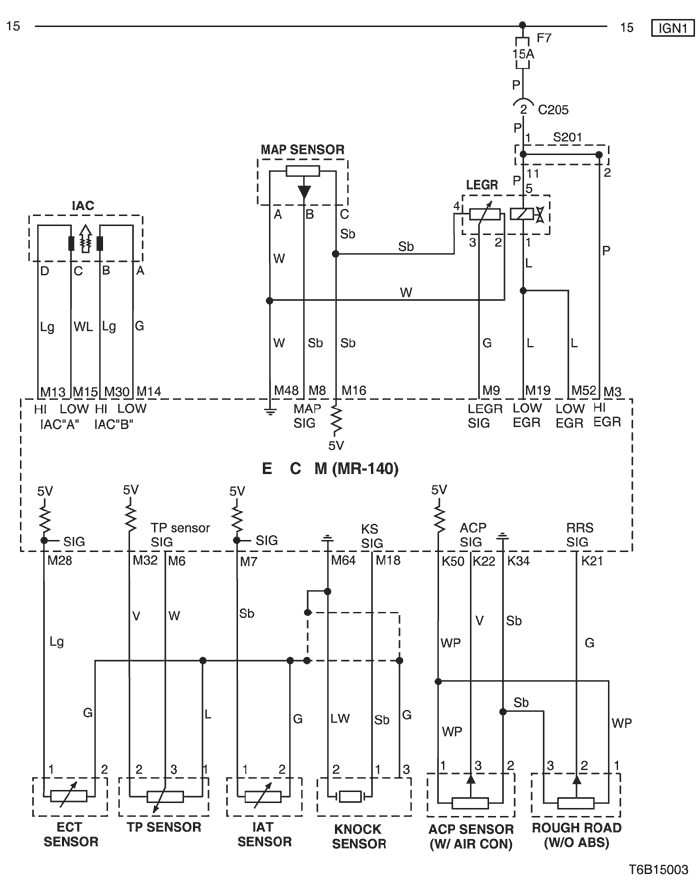 15
15 IGN1
F7
15A
P
2 C205
P
1 S201
MAP SENSOR
11 2
LEGR
P 5
IAC
A B C
4
Sb
3 2 1
D C B A
Sb
W
L
P
W
Lg WL Lg G
W Sb Sb
G L L
M13 M15 M30 M14
M48 M8 M16
M9 M19 M52 M3
HI LOW HI LOW
IAC"A" IAC"B"
MAP
SIG
LEGR
SIG
LOW
EGR
LOW
EGR
HI
EGR
5V
E C M (MR-140)
5V 5V 5V 5V
SIG
TP sensor
SIG
SIG
KS
SIG
ACP
SIG
RRS
SIG
M28 M32 M6 M7 M64 M18 K50 K22 K34 K21
V W Sb V Sb
Lg WP G
G L G LW Sb G
Sb
WP WP
1 2 2 3 1 1 2 2 1 3 1 3 2 3 2 1
ECT
SENSOR
TP SENSOR
IAT
SENSOR
KNOCK
SENSOR
ACP SENSOR
(W/ AIR CON)
ROUGH ROAD
(W/O ABS)
T6B15003